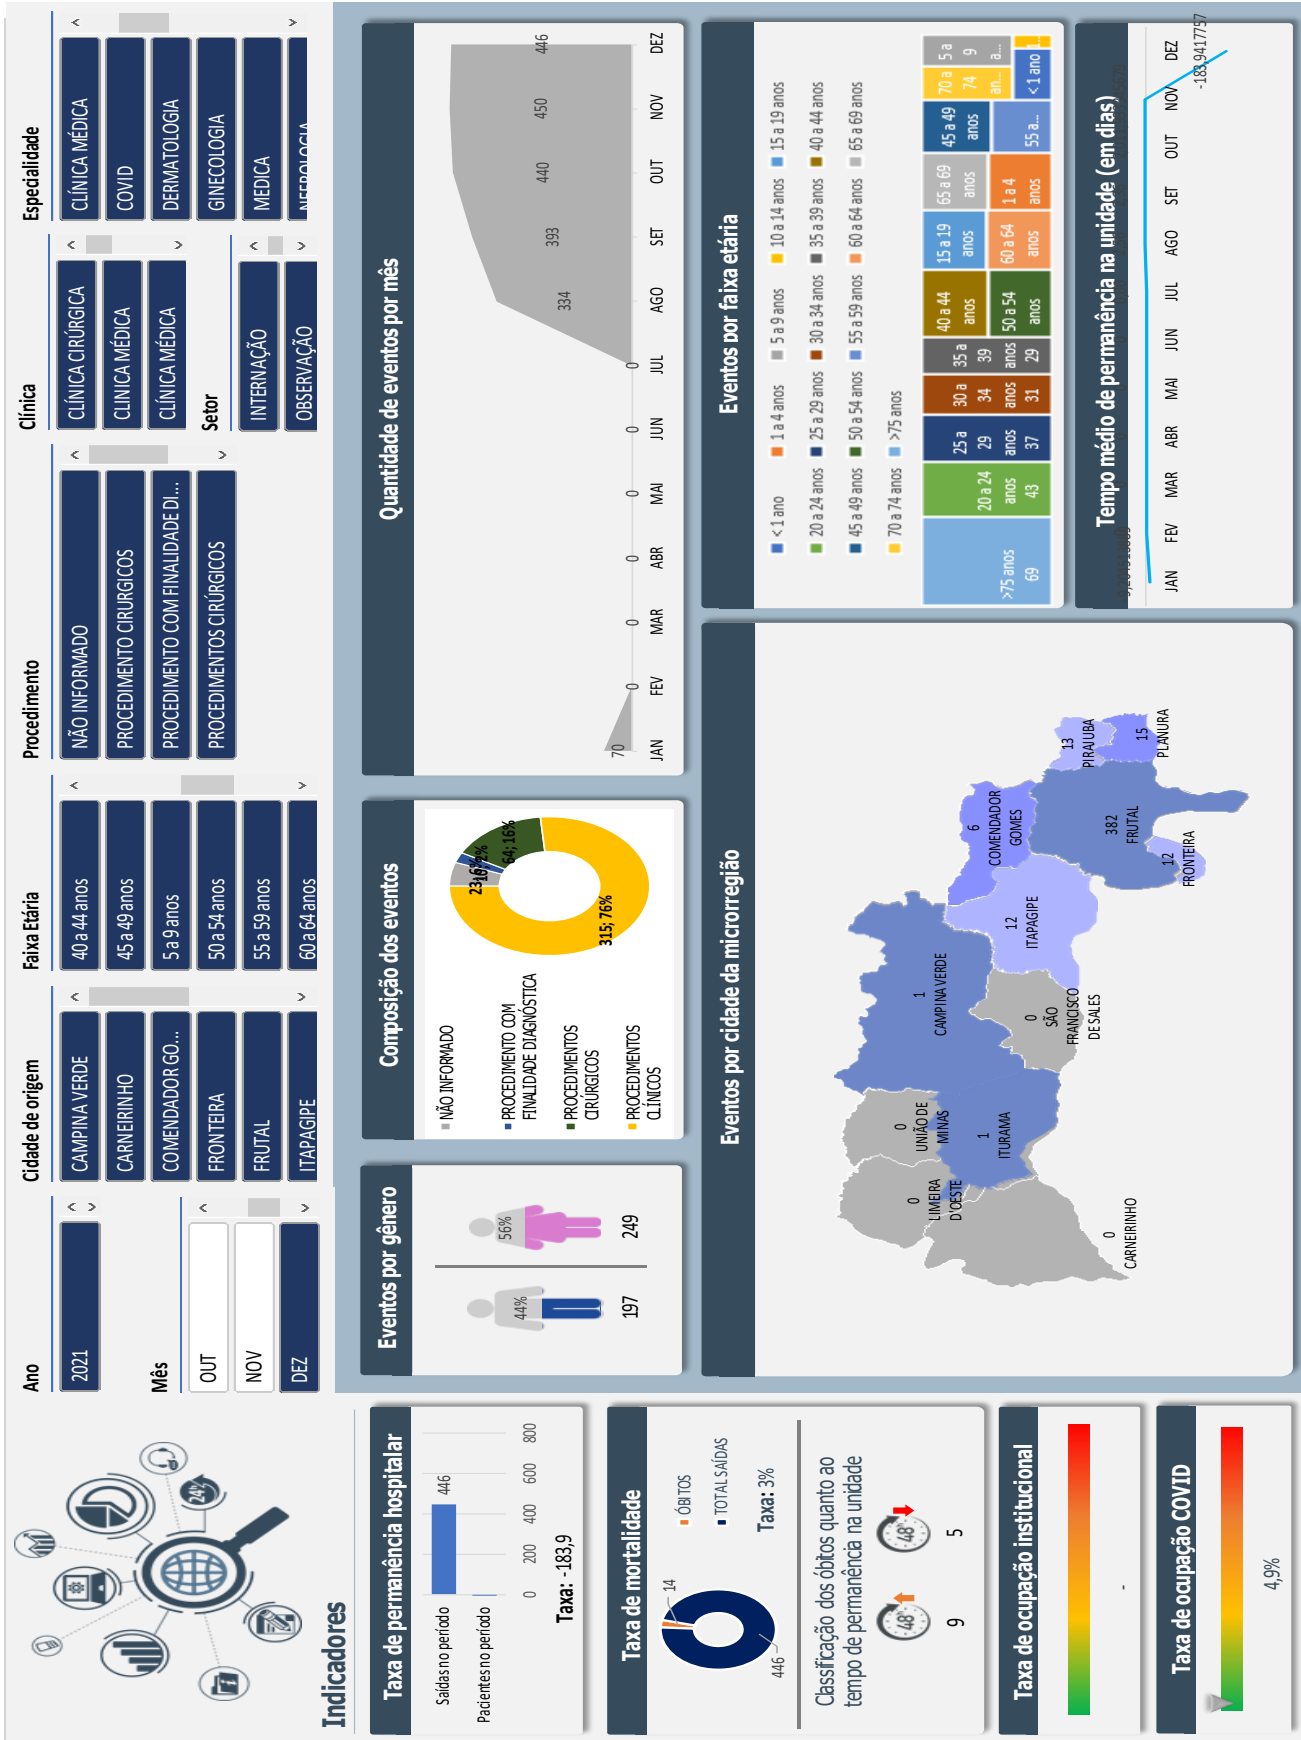 Indicadores
Ano
2021
Mês
OUT
NOV
DEZ
Cidade de origem
CAMPINA VERDE
CARNEIRINHO
COMENDADOR GO...
FRONTEIRA
FRUTAL
ITAPAGIPE
Faixa Etária
40 a 44 anos
45 a 49 anos
5 a 9 anos
50 a 54 anos
55 a 59 anos
60 a 64 anos
Procedimento
NÃO INFORMADO
PROCEDIMENTO CIRURGICOS
PROCEDIMENTO COM FINALIDADE DI...
PROCEDIMENTOS CIRÚRGICOS
Clínica
CLÍNICA CIRÚRGICA
CLINICA MÉDICA
CLÍNICA MÉDICA
Setor
INTERNAÇÃO
OBSERVAÇÃO
Especialidade
CLÍNICA MÉDICA
COVID
DERMATOLOGIA
GINECOLOGIA
MEDICA
NEFROLOGIA
Taxa de permanência hospitalar
Saídas no período
446
Pacientes no período
0 200 400 600 800
Taxa: -183,9
Taxa de mortalidade
14
446
ÓBITOS
TOTAL SAÍDAS
Taxa: 3%
Classificação dos óbitos quanto ao
tempo de permanência na unidade
48h
48h
9
5
Taxa de ocupação institucional
-
Taxa de ocupação COVID
4,9%
24h
Eventos por gênero
44%
56%
197
249
Composição dos eventos
NÃO INFORMADO
PROCEDIMENTO COM
FINALIDADE DIAGNÓSTICA
PROCEDIMENTOS
CIRÚRGICOS
PROCEDIMENTOS
CLÍNICOS
64; 16%
315; 76%
Quantidade de eventos por mês
70 0 0 0 0 0 0 334 393 440 450 446
JAN FEV MAR ABR MAI JUN JUL AGO SET OUT NOV DEZ
Eventos por cidade da microrregião
0
LIMEIRA
D'OESTE
0
UNIÃO DE
MINAS
1
ITURAMA
0
CARNEIRINHO
1
CAMPINA VERDE
0
SÃO
FRANCISCO
DE SALES
12
ITAPAGIPE
6
COMENDADOR
GOMES
382
FRUTAL
12
FRONTEIRA
13
PIRAJUBA
15
PLANURA
Eventos por faixa etária
< 1 ano
1 a 4 anos
5 a 9 anos
10 a 14 anos
15 a 19 anos
20 a 24 anos
25 a 29 anos
30 a 34 anos
35 a 39 anos
40 a 44 anos
45 a 49 anos
50 a 54 anos
55 a 59 anos
60 a 64 anos
65 a 69 anos
70 a 74 anos
>75 anos
>75 anos
69
20 a 24
anos
43
25 a
29
anos
37
30 a
34
anos
31
35 a
39
anos
29
40 a 44
anos
50 a 54
anos
15 a 19
anos
60 a 64
anos
65 a 69
anos
1 a 4
anos
45 a 49
anos
55 a...
70 a
74
an...
5 a
9
a...
< 1 ano
Tempo médio de permanência na unidade (em dias)
-183,9417757
JAN FEV MAR ABR MAI JUN JUL AGO SET OUT NOV DEZ